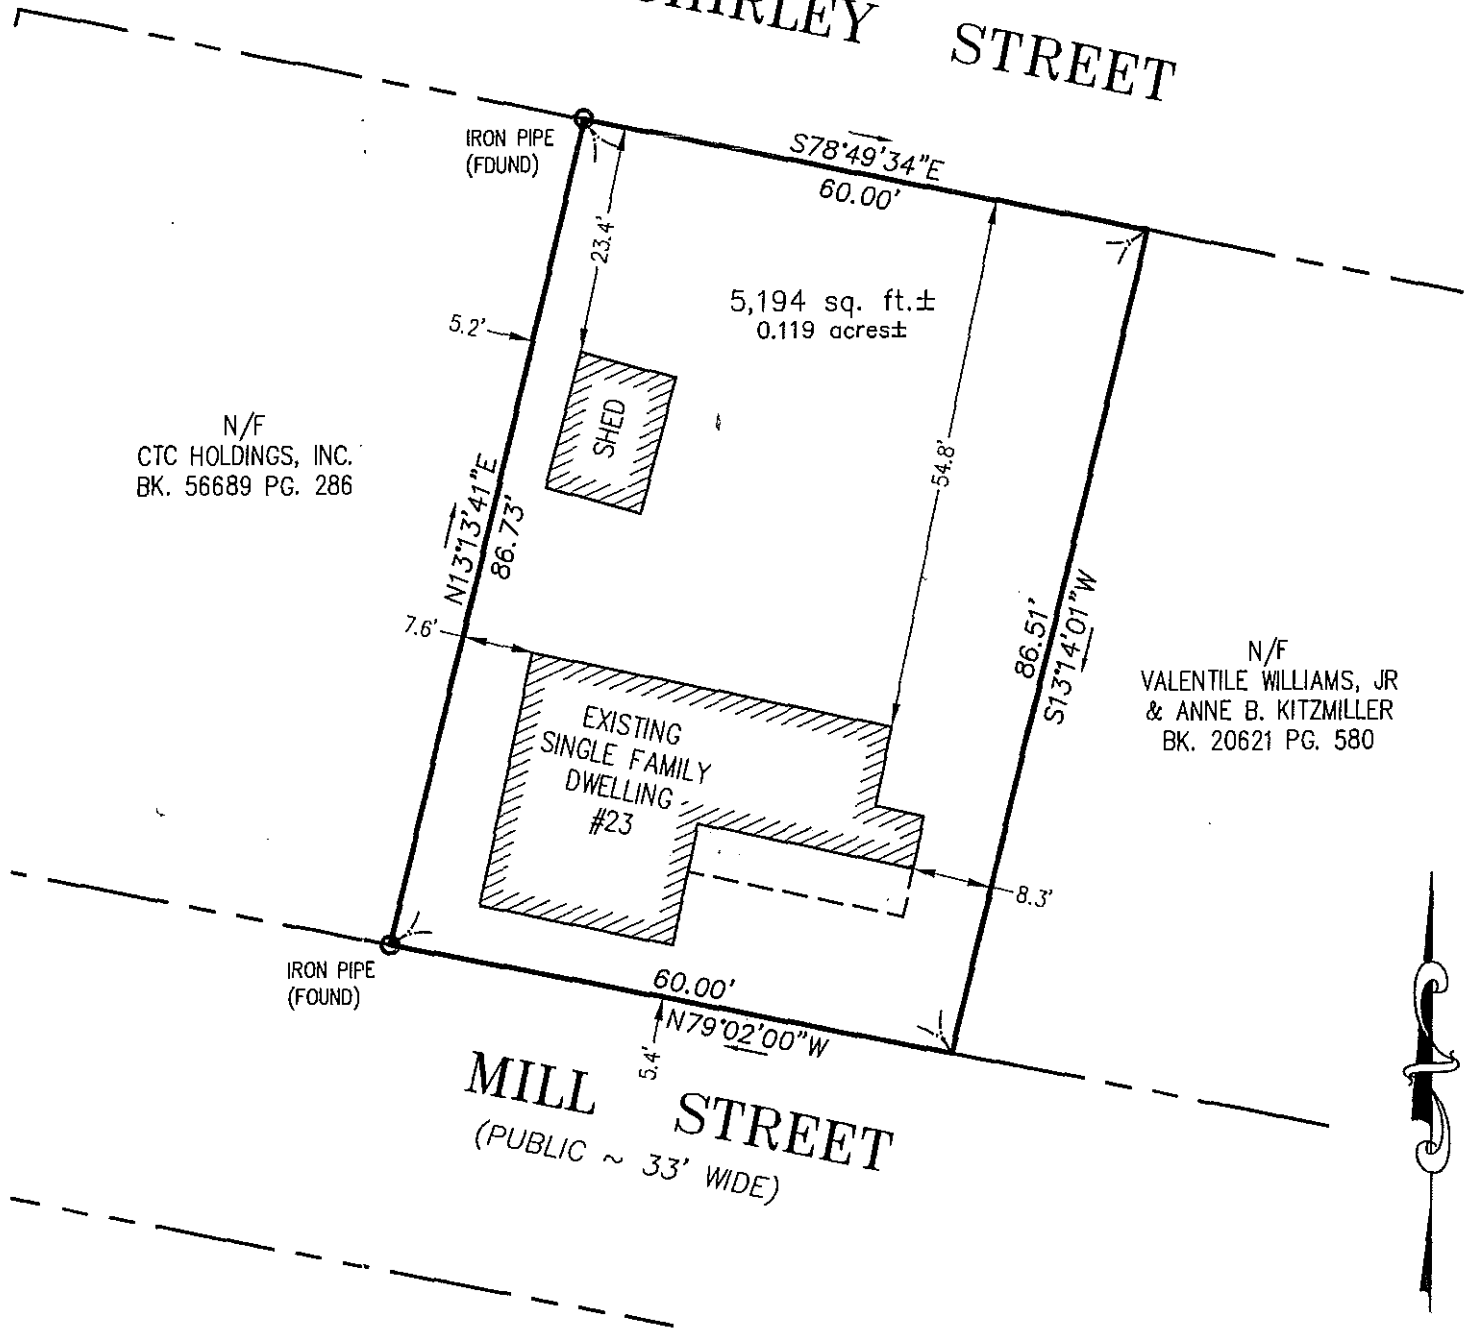 STREET
IRON PIPE
(FDUND)
S78°49'34"E
60.00'
23.4'
5,194 sq. ft.±
0.119 acres±
5.2'
SHED
54.8'
N/F
CTC HOLDINGS, INC.
BK. 56689 PG. 286
N13°13'41"E
86.73'
7.6'
86.51'
S13°14'01"W
N/F
VALENTILE WILLIAMS, JR
& ANNE B. KITZMILLER
BK. 20621 PG. 580
EXISTING
SINGLE FAMILY
DWELLING
#23
8.3'
IRON PIPE
(FOUND)
60.00'
N79°02'00"W
5.4'
MILL STREET
(PUBLIC ~ 33' WIDE)